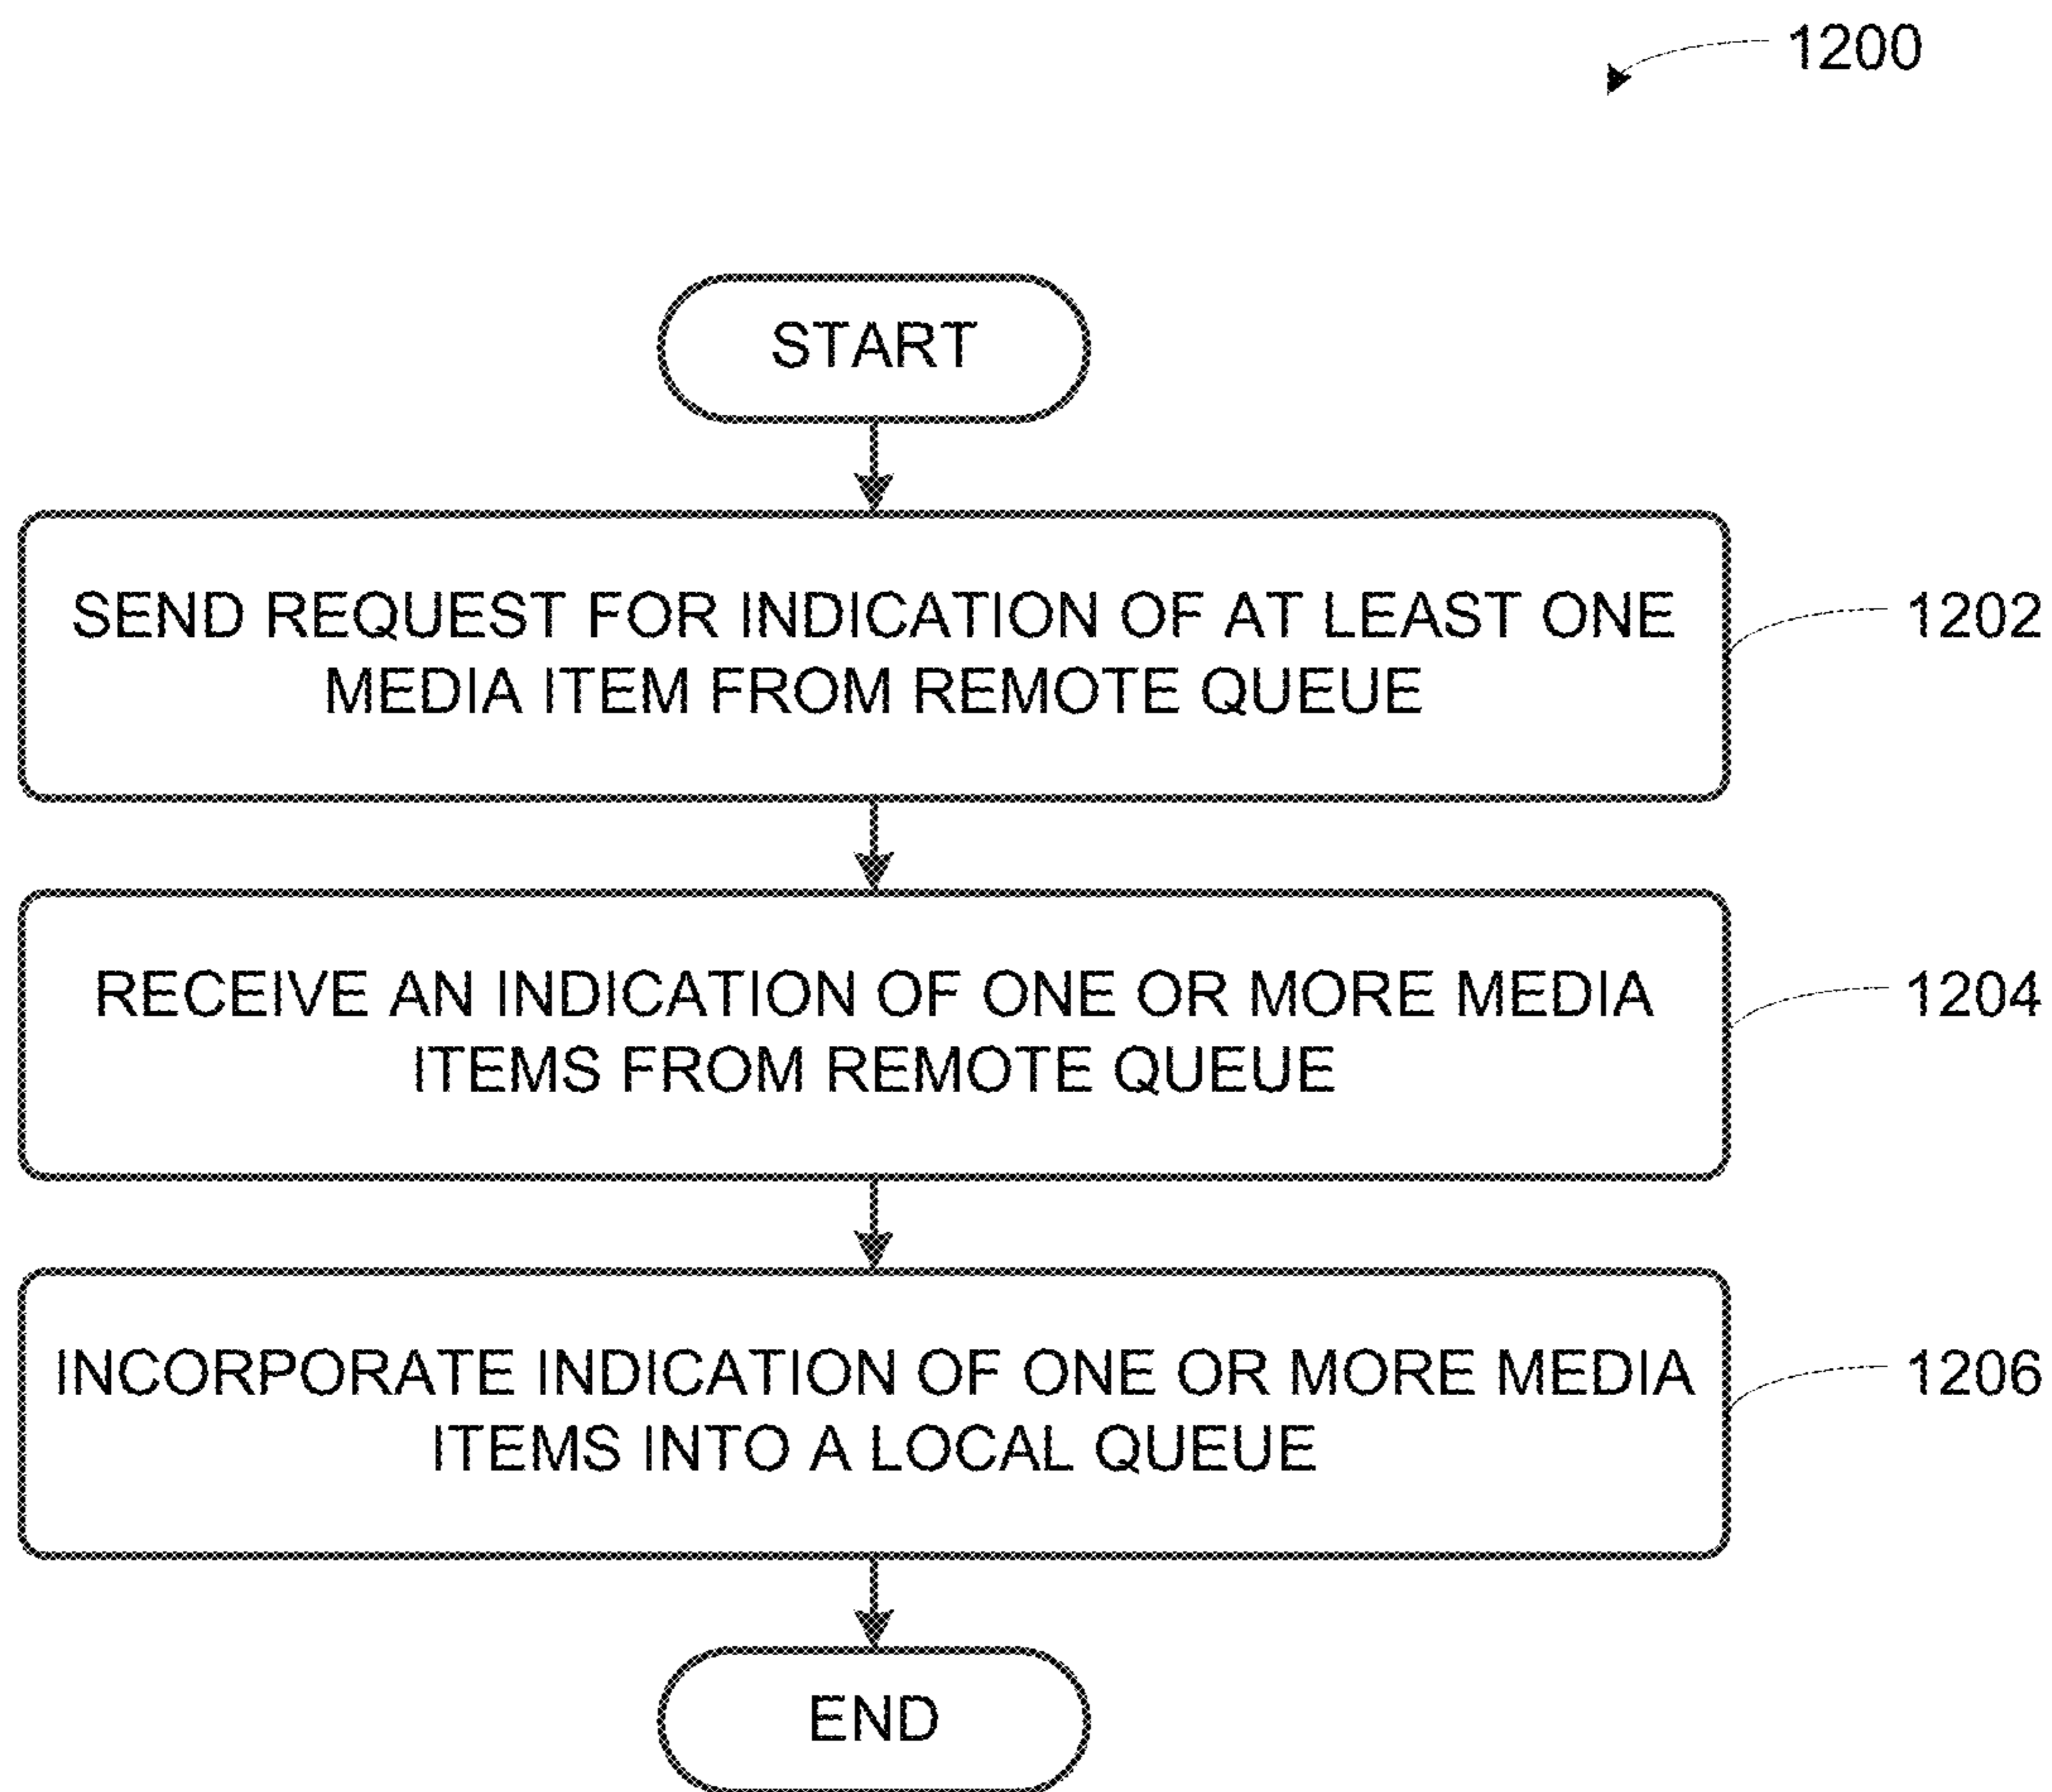 1200
START
SEND REQUEST FOR INDICATION OF AT LEAST ONE
MEDIA ITEM FROM REMOTE QUEUE
1202
RECEIVE AN INDICATION OF ONE OR MORE MEDIA
ITEMS FROM REMOTE QUEUE
1204
INCORPORATE INDICATION OF ONE OR MORE MEDIA
ITEMS INTO A LOCAL QUEUE
1206
END